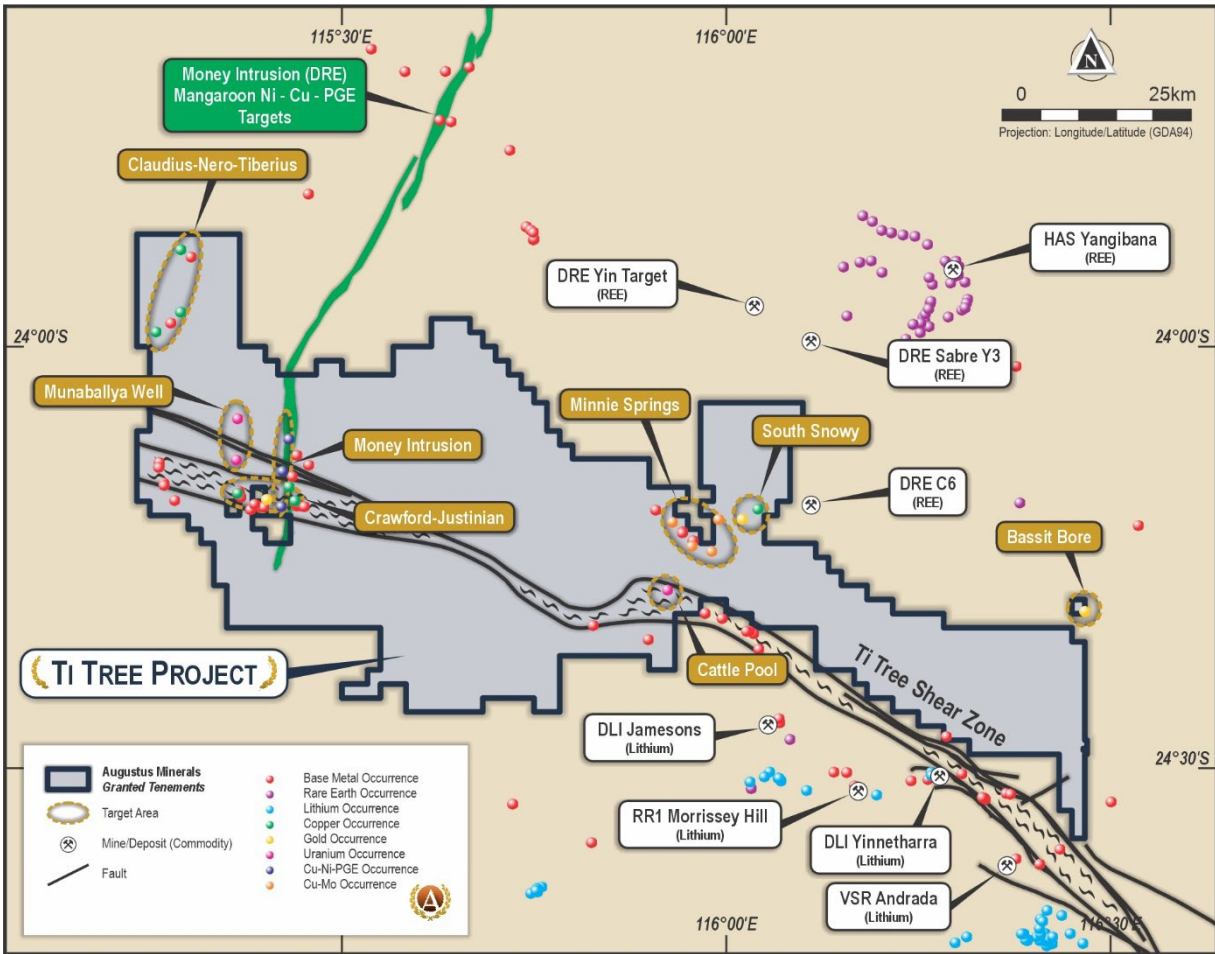 115°30'E
116°00'E
Money Intrusion (DRE)
Mangaroon Ni - Cu - PGE
Targets
N
0 25km
Projection: Longitude/Latitude (GDA94)
Claudius-Nero-Tiberius
HAS Yangibana
(REE)
DRE Yin Target
(REE)
24°00'S
24°00'S
DRE Sabre Y3
(REE)
Munaballya Well
Minnie Springs
South Snowy
Money Intrusion
DRE C6
(REE)
Crawford-Justinian
Bassit Bore
TI TREE PROJECT
Cattle Pool
Ti Tree Shear Zone
DLI Jamesons
(Lithium)
24°30'S
RR1 Morrissey Hill
(Lithium)
DLI Yinnetharra
(Lithium)
VSR Andrada
(Lithium)
116°00'E
116°30'E
Augustus Minerals
Granted Tenements
Target Area
Mine/Deposit (Commodity)
Fault
Base Metal Occurrence
Rare Earth Occurrence
Lithium Occurrence
Copper Occurrence
Gold Occurrence
Uranium Occurrence
Cu-Ni-PGE Occurrence
Cu-Mo Occurrence
A